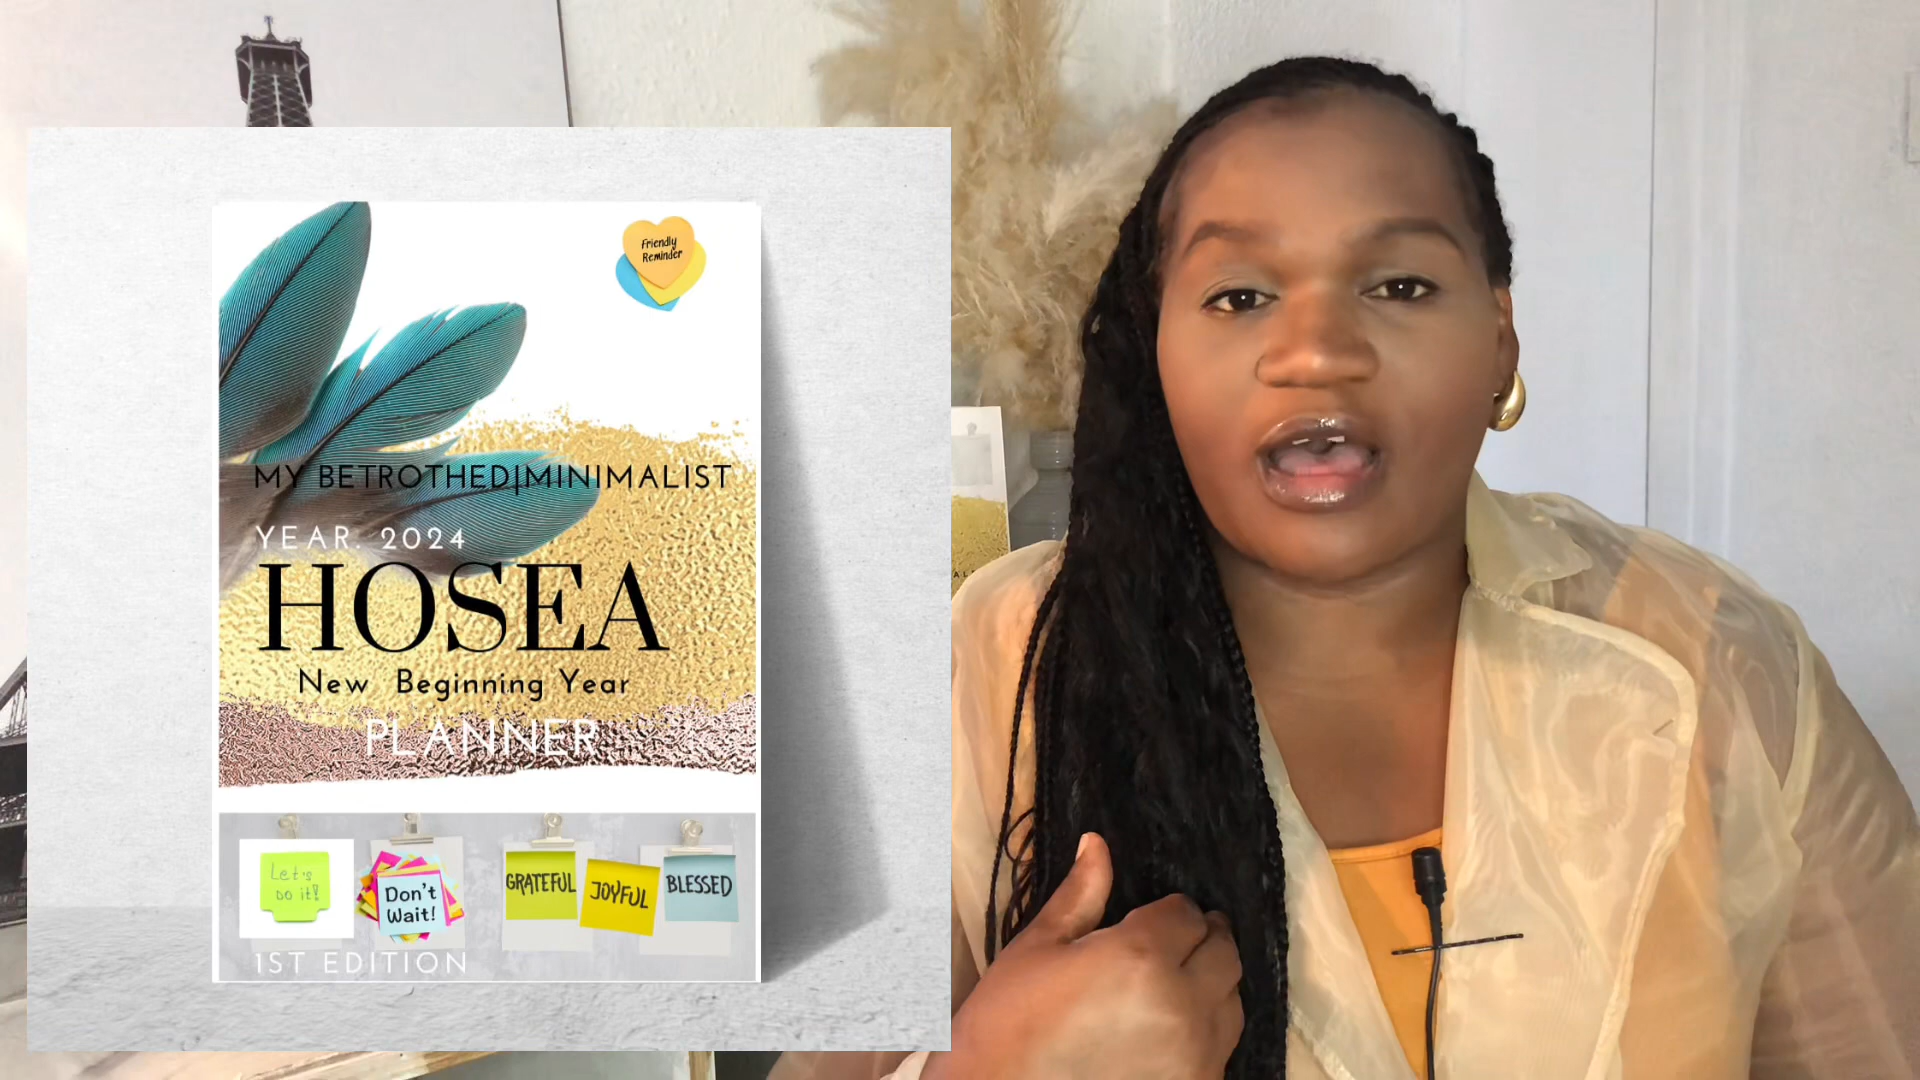 Friendly
Reminder
MY BETROTHED|MINIMALIST
YEAR. 2024
HOSEA
New Beginning Year
PLANNER
Let's
DO it!
Don't
Wait!
GRATEFUL
JOYFUL
BLESSED
1ST EDITION